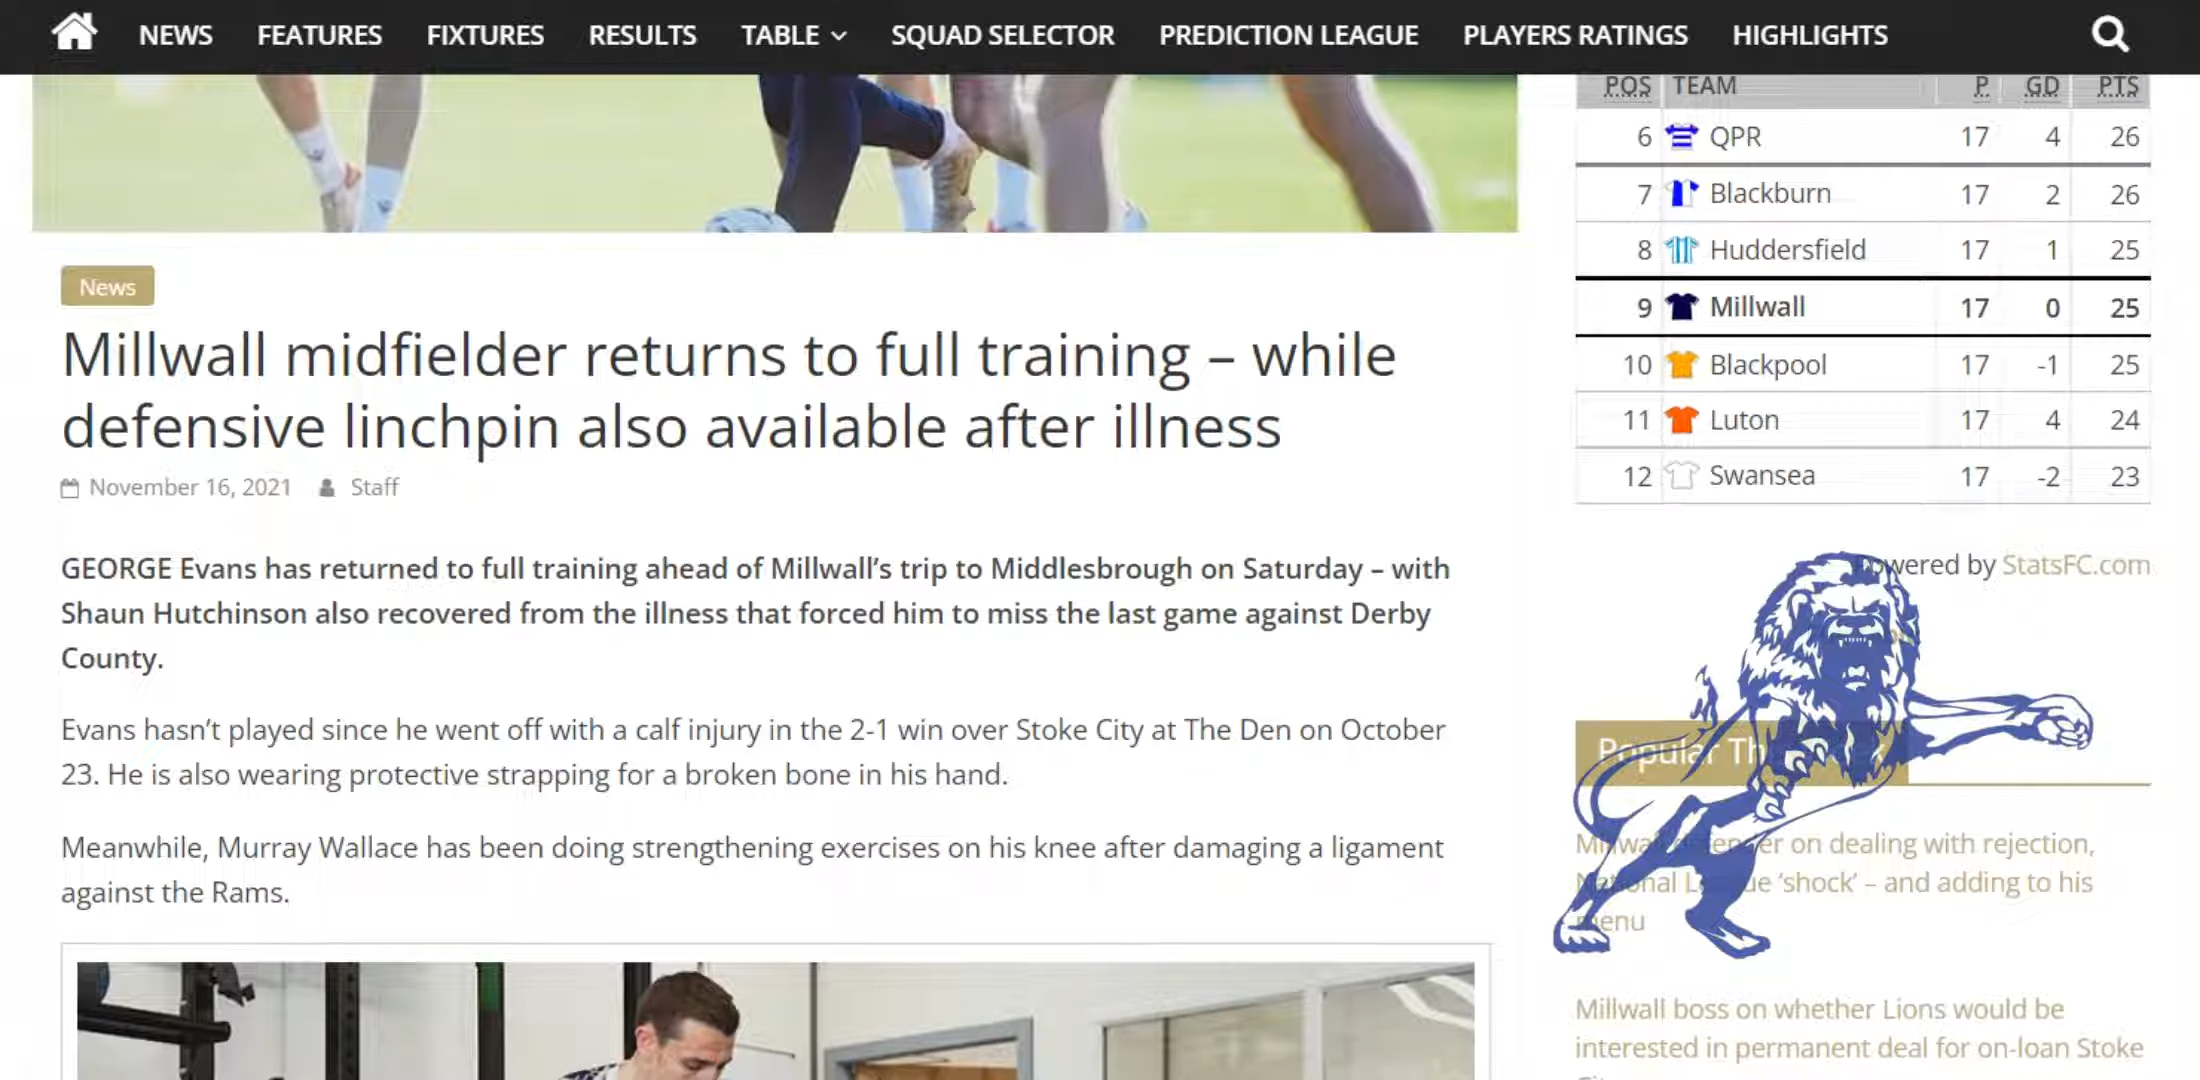 NEWS FEATURES FIXTURES RESULTS TABLE SQUAD SELECTOR PREDICTION LEAGUE PLAYERS RATINGS HIGHLIGHTS
News
Millwall midfielder returns to full training – while
defensive linchpin also available after illness
November 16, 2021 Staff
GEORGE Evans has returned to full training ahead of Millwall’s trip to Middlesbrough on Saturday – with
Shaun Hutchinson also recovered from the illness that forced him to miss the last game against Derby
County.
Evans hasn’t played since he went off with a calf injury in the 2-1 win over Stoke City at The Den on October
23. He is also wearing protective strapping for a broken bone in his hand.
Meanwhile, Murray Wallace has been doing strengthening exercises on his knee after damaging a ligament
against the Rams.
POS TEAM P GD PTS
6 QPR 17 4 26
7 Blackburn 17 2 26
8 Huddersfield 17 1 25
9 Millwall 17 0 25
10 Blackpool 17 -1 25
11 Luton 17 4 24
12 Swansea 17 -2 23
Powered by StatsFC.com
Popular
on dealing with rejection,
‘shock’ – and adding to his
menu
Millwall boss on whether Lions would be
interested in permanent deal for on-loan Stoke